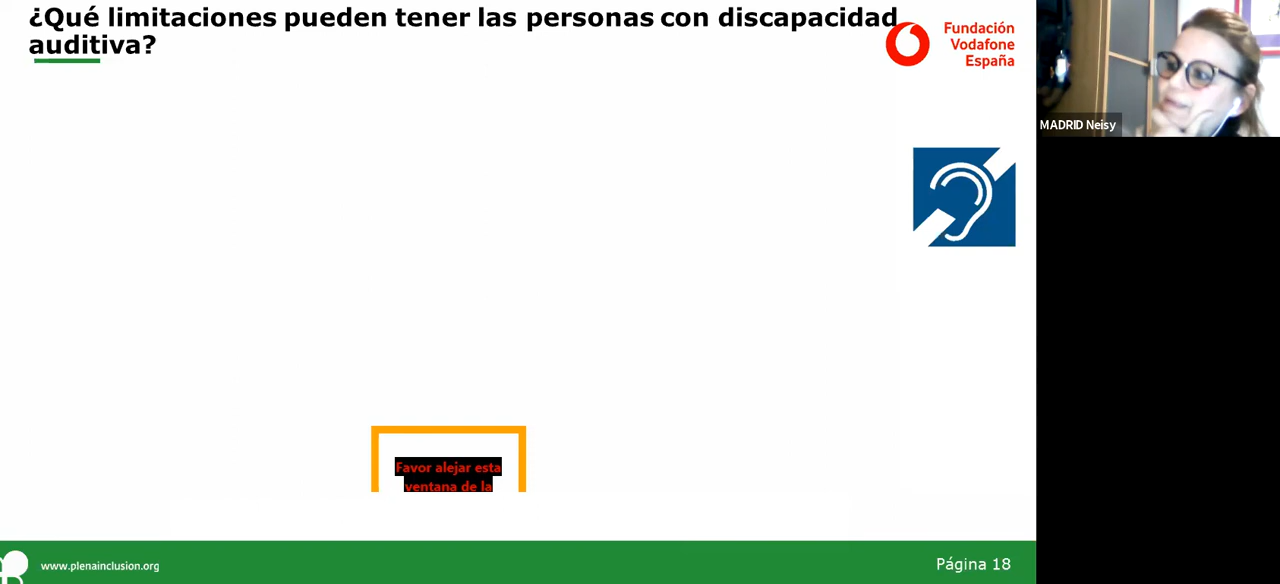 ¿Qué limitaciones pueden tener las personas con discapacidad
auditiva?
Fundación
Vodafone
España
MADRID Neisy
Favor alejar esta
ventana de la
www.plenainclusion.org
Página 18